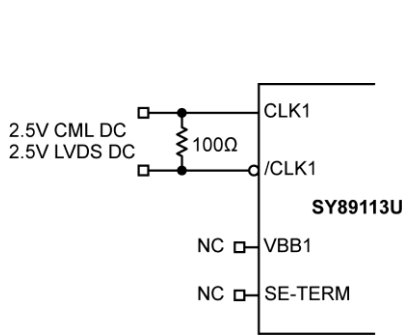 CLK1
2.5V CML DC
2.5V LVDS DC
100Ω
/CLK1
SY89113U
NC VBB1
NC SE-TERM